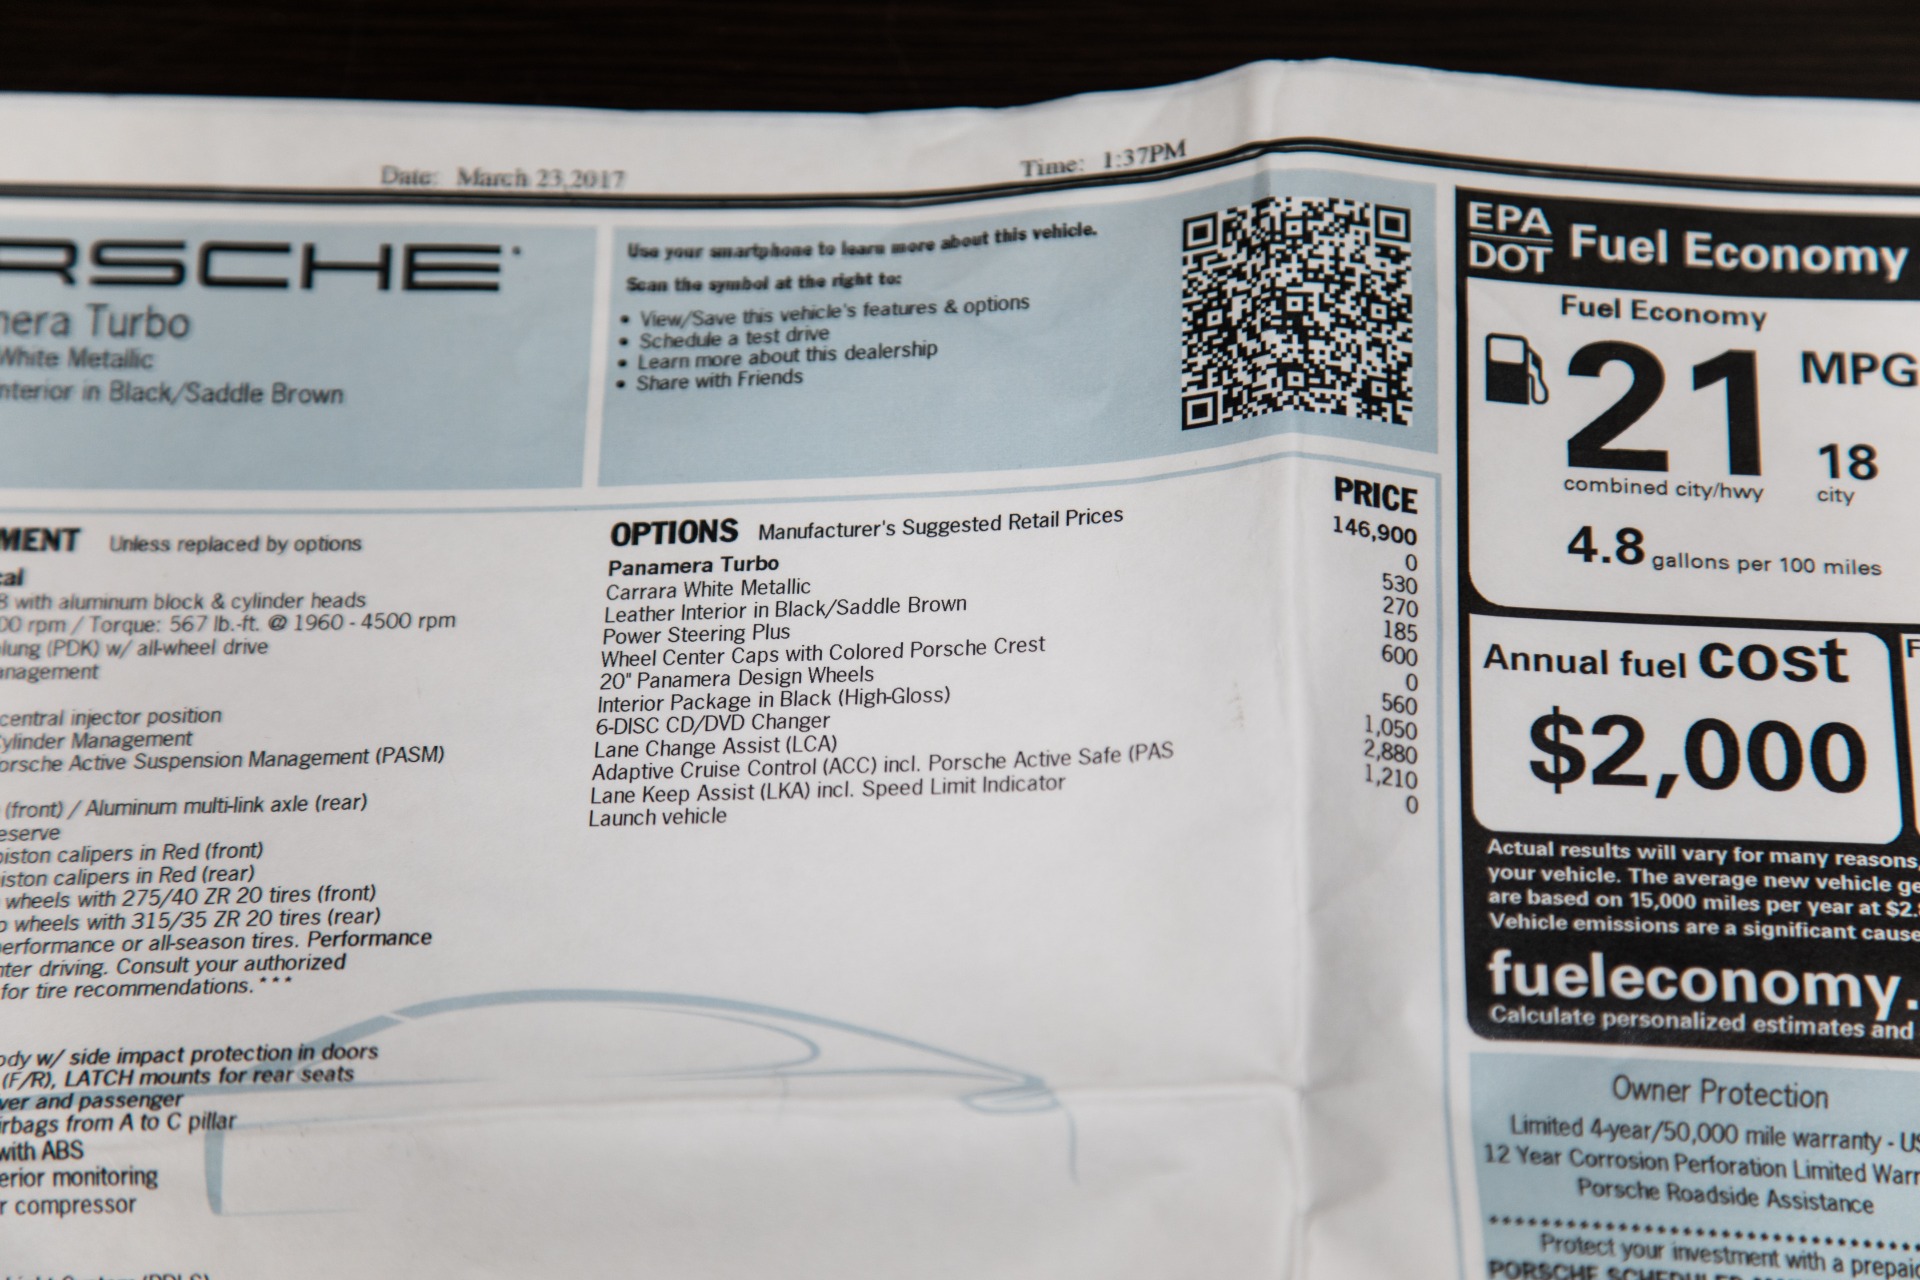 Date: March 23,2017
Time: 1:37PM
RSCHE
nera Turbo
White Metallic
nterior in Black/Saddle Brown
Use your smartphone to learn more about this vehicle.
Scan the symbol at the right to:
• View/Save this vehicle's features & options
• Schedule a test drive
• Learn more about this dealership
• Share with Friends
MENT Unless replaced by options
cal
8 with aluminum block & cylinder heads
00 rpm / Torque: 567 lb.-ft. @ 1960 - 4500 rpm
lung (PDK) w/ all-wheel drive
anagement
central injector position
Cylinder Management
orsche Active Suspension Management (PASM)
(front) / Aluminum multi-link axle (rear)
eserve
piston calipers in Red (front)
iston calipers in Red (rear)
wheels with 275/40 ZR 20 tires (front)
o wheels with 315/35 ZR 20 tires (rear)
erformance or all-season tires. Performance
nter driving. Consult your authorized
for tire recommendations.***
ody w/ side impact protection in doors
(F/R), LATCH mounts for rear seats
ver and passenger
irbags from A to C pillar
with ABS
erior monitoring
r compressor
OPTIONS Manufacturer's Suggested Retail Prices PRICE
Panamera Turbo 146,900
Carrara White Metallic 0
Leather Interior in Black/Saddle Brown 530
Power Steering Plus 270
Wheel Center Caps with Colored Porsche Crest 185
20" Panamera Design Wheels 600
Interior Package in Black (High-Gloss) 0
6-DISC CD/DVD Changer 560
Lane Change Assist (LCA) 1,050
Adaptive Cruise Control (ACC) incl. Porsche Active Safe (PAS 2,880
Lane Keep Assist (LKA) incl. Speed Limit Indicator 1,210
Launch vehicle 0
EPA
DOT Fuel Economy
Fuel Economy
21 MPG
combined city/hwy
18
city
4.8 gallons per 100 miles
Annual fuel cost
$2,000
Actual results will vary for many reasons,
your vehicle. The average new vehicle ge
are based on 15,000 miles per year at $2.
Vehicle emissions are a significant cause
fueleconomy.
Calculate personalized estimates and
Owner Protection
Limited 4-year/50,000 mile warranty - US
12 Year Corrosion Perforation Limited Warr
Porsche Roadside Assistance
Protect your investment with a prepaid
PORSCHE SCHEDULED